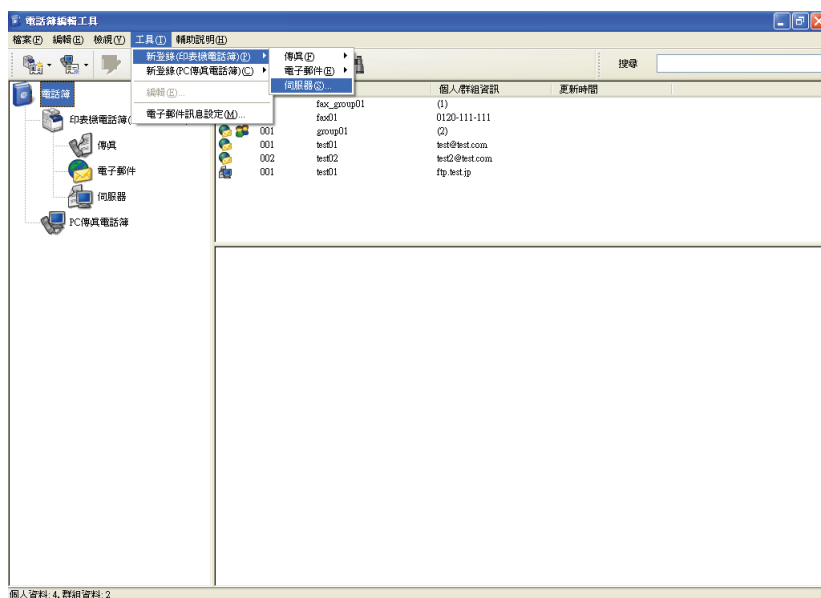 電話簿編輯工具
檔案(F) 編輯(E) 檢視(V) 工具(T) 輔助說明(H)
新登錄(印表機電話簿)(P)
新登錄(PC傳真電話簿)(C)
編輯(E)...
電子郵件訊息設定(M)...
傳真(F)
電子郵件(E)
伺服器(S)...
搜尋
電話簿
印表機電話簿(
傳真
電子郵件
伺服器
PC傳真電話簿
個人/群組資訊 更新時間
fax_group01 (1)
fax01 0120-111-111
001 group01 (2)
001 test01 test@test.com
002 test02 test2@test.com
001 test01 ftp.test.jp
個人資料: 4, 群組資料: 2